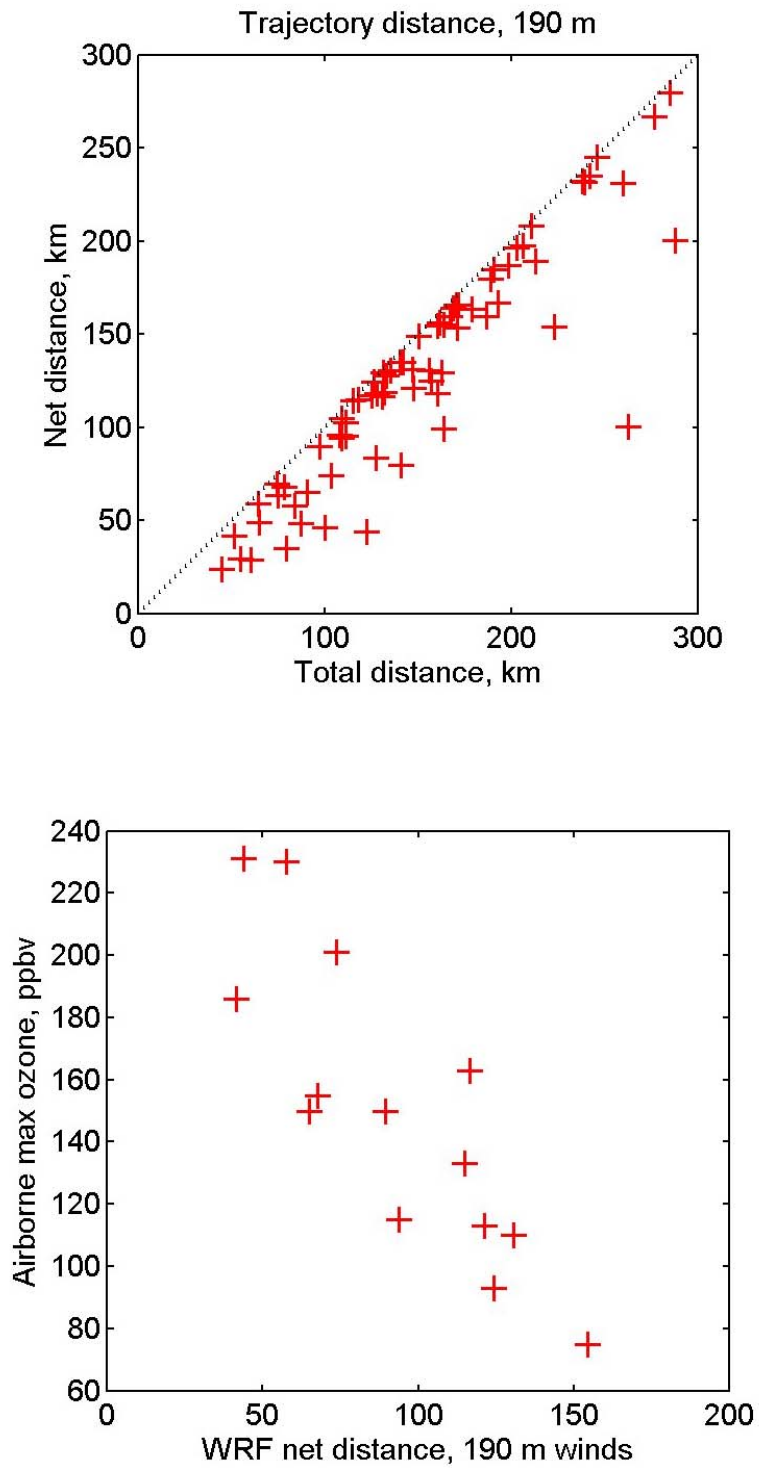 Trajectory distance, 190 m
300
250
200
150
100
50
0
Net distance, km
0 100 200 300
Total distance, km
240
220
200
180
160
140
120
100
80
60
Airborne max ozone, ppbv
0 50 100 150 200
WRF net distance, 190 m winds